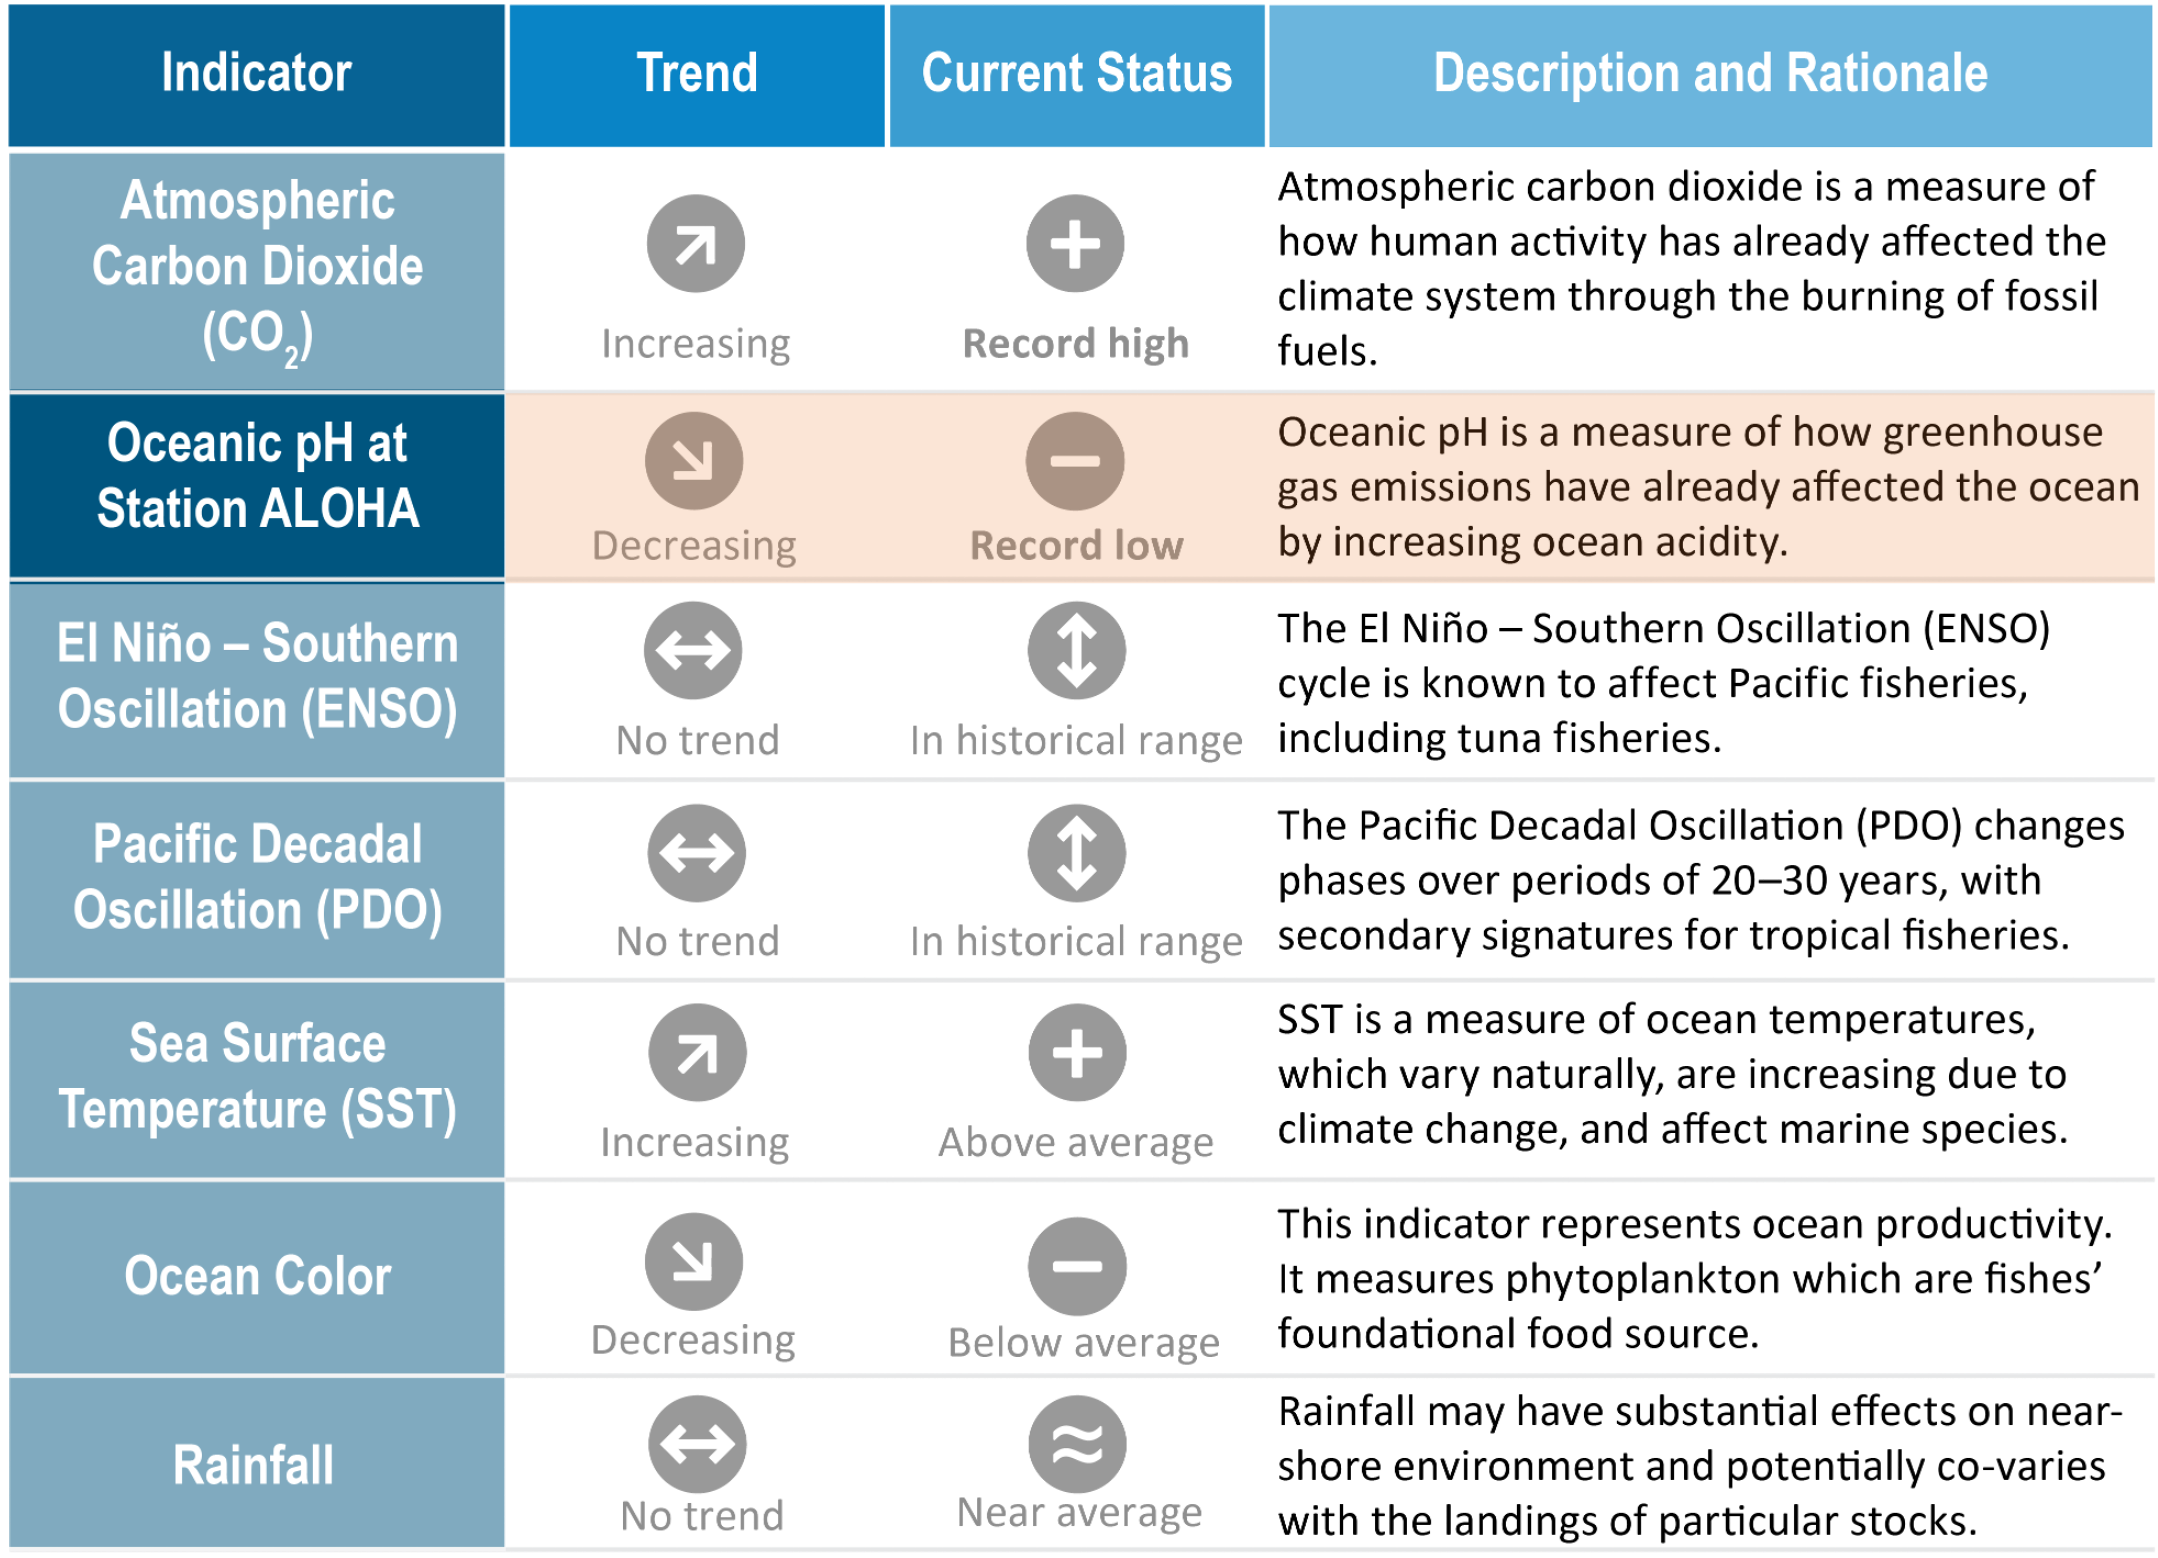 Indicator
Trend
Current Status
Description and Rationale
Atmospheric
Carbon Dioxide
(CO₂)
Increasing
Record high
Atmospheric carbon dioxide is a measure of
how human activity has already affected the
climate system through the burning of fossil
fuels.
Oceanic pH at
Station ALOHA
Decreasing
Record low
Oceanic pH is a measure of how greenhouse
gas emissions have already affected the ocean
by increasing ocean acidity.
El Niño – Southern
Oscillation (ENSO)
No trend
In historical range
The El Niño – Southern Oscillation (ENSO)
cycle is known to affect Pacific fisheries,
including tuna fisheries.
Pacific Decadal
Oscillation (PDO)
No trend
In historical range
The Pacific Decadal Oscillation (PDO) changes
phases over periods of 20–30 years, with
secondary signatures for tropical fisheries.
Sea Surface
Temperature (SST)
Increasing
Above average
SST is a measure of ocean temperatures,
which vary naturally, are increasing due to
climate change, and affect marine species.
Ocean Color
Decreasing
Below average
This indicator represents ocean productivity.
It measures phytoplankton which are fishes’
foundational food source.
Rainfall
No trend
Near average
Rainfall may have substantial effects on near-
shore environment and potentially co-varies
with the landings of particular stocks.